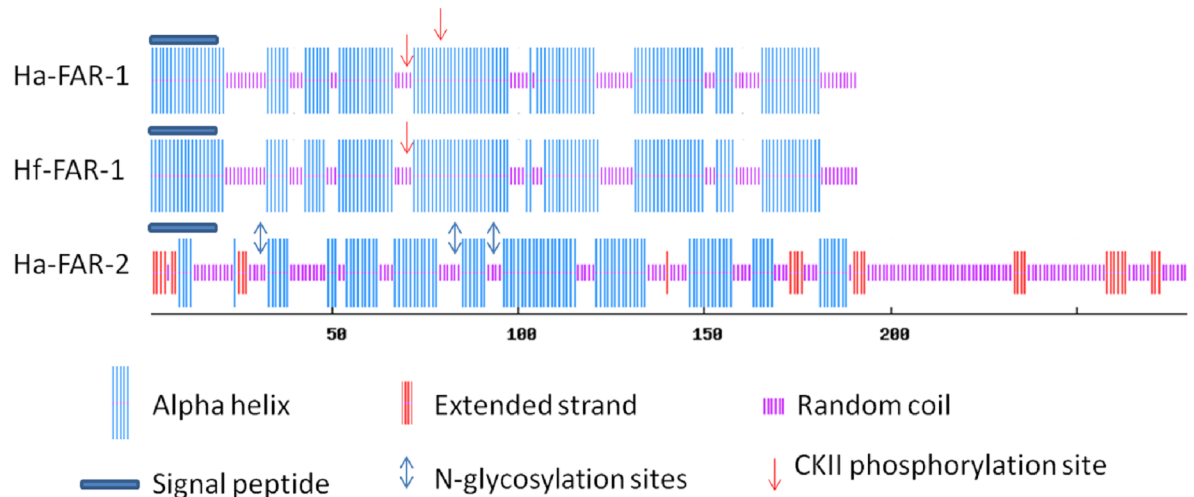 Ha-FAR-1
Hf-FAR-1
Ha-FAR-2
50 100 150 200
Alpha helix Extended strand Random coil
Signal peptide N-glycosylation sites CKII phosphorylation site